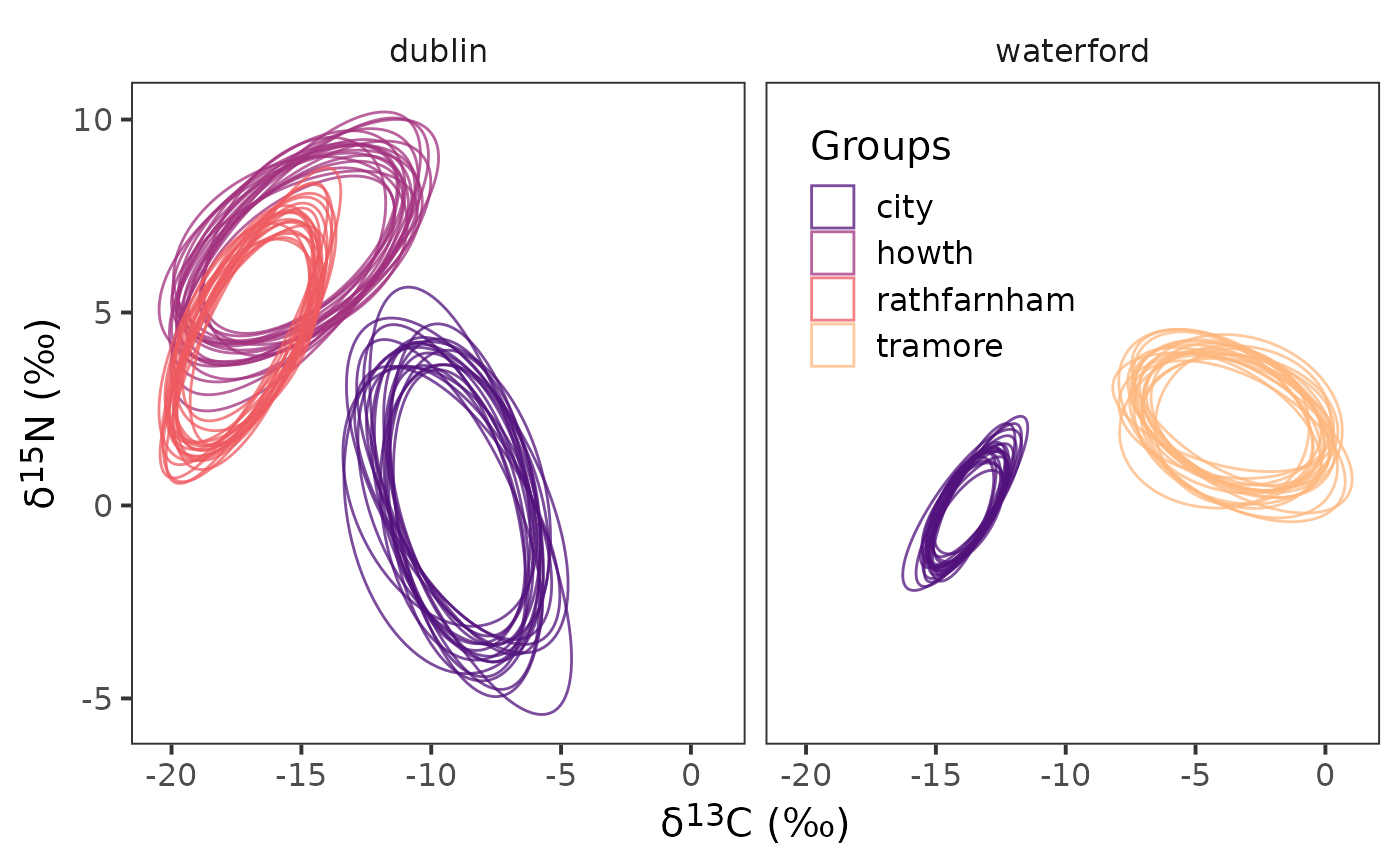 dublin
waterford
10
5
0
-5
δ¹⁵N (‰)
Groups
city
howth
rathfarnham
tramore
-20 -15 -10 -5 0
-20 -15 -10 -5 0
δ¹³C (‰)